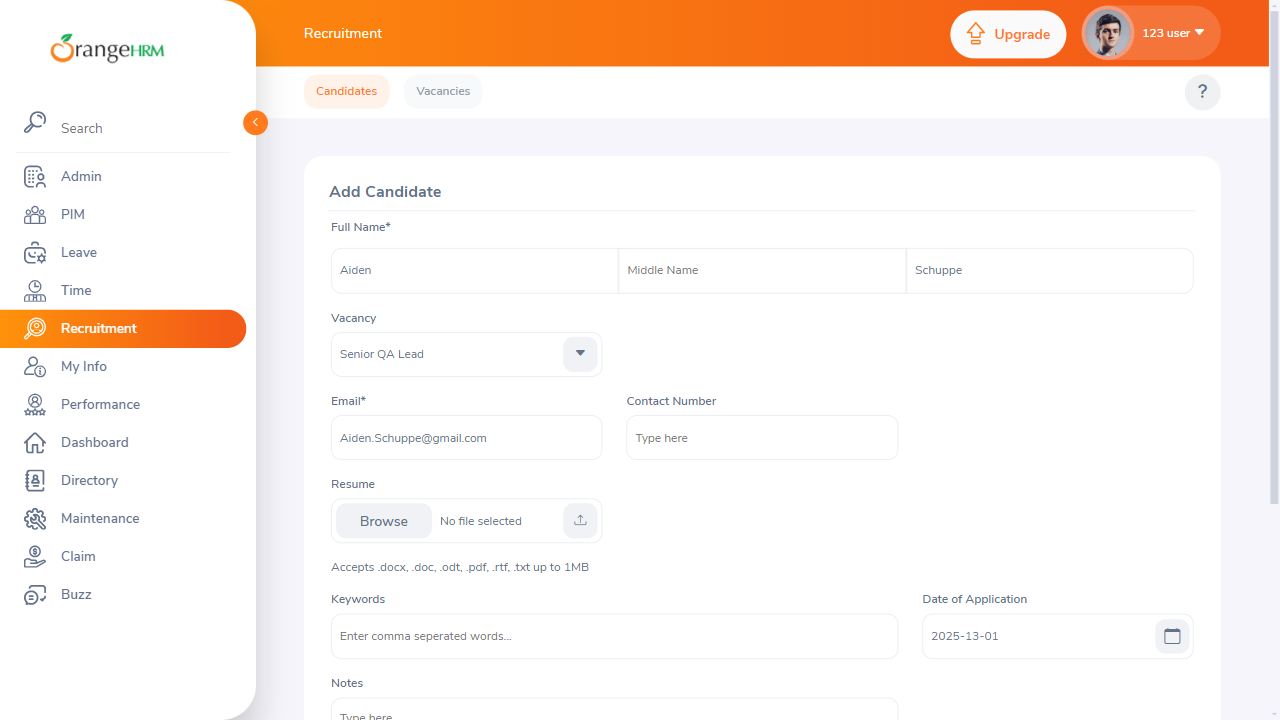 OrangeHRM
Search
Admin
PIM
Leave
Time
Recruitment
My Info
Performance
Dashboard
Directory
Maintenance
Claim
Buzz
Recruitment
Upgrade
123 user
Candidates
Vacancies
?
Add Candidate
Full Name*
Aiden
Middle Name
Schuppe
Vacancy
Senior QA Lead
Email*
Contact Number
Aiden.Schuppe@gmail.com
Type here
Resume
Browse
No file selected
Accepts .docx, .doc, .odt, .pdf, .rtf, .txt up to 1MB
Keywords
Date of Application
Enter comma seperated words...
2025-13-01
Notes
Type here